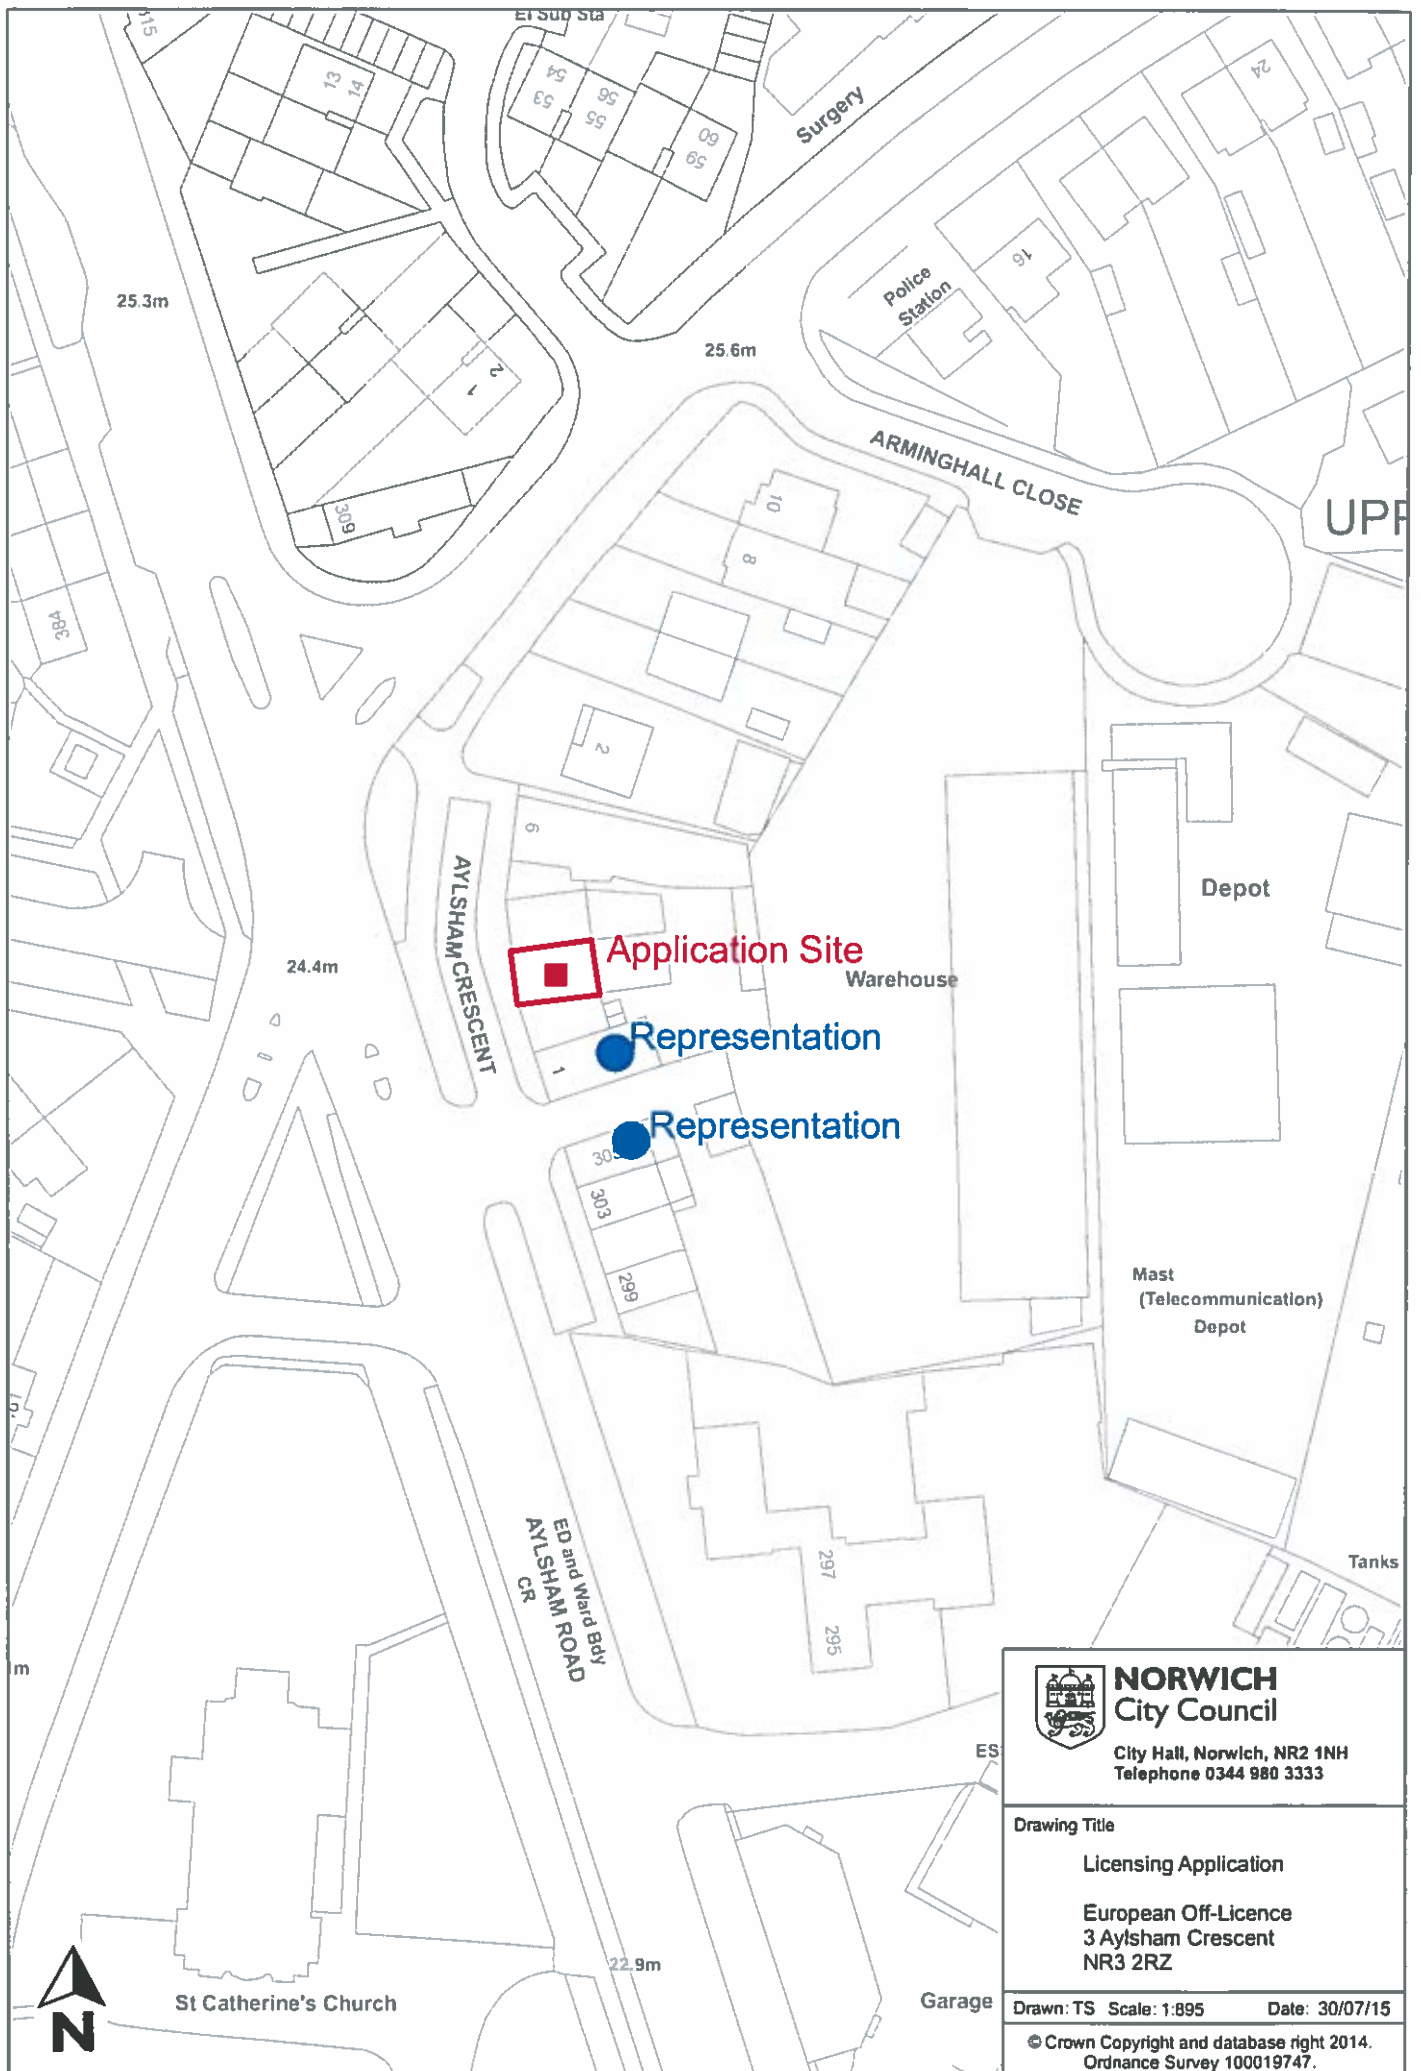 El Sub Sta
315
13
14
54
53
56
55
60
59
Surgery
24
16
Police
Station
25.3m
25.6m
2
1
ARMINGHALL CLOSE
UPP
309
10
8
384
2
6
AYLSHAM CRESCENT
Depot
Application Site
24.4m
Warehouse
Representation
1
Representation
303
299
Mast
(Telecommunication)
Depot
ED and Ward Bdy
AYLSHAM ROAD
CR
297
295
Tanks
m
ES
NORWICH
City Council
City Hall, Norwich, NR2 1NH
Telephone 0344 980 3333
Drawing Title
Licensing Application
European Off-Licence
3 Aylsham Crescent
NR3 2RZ
22.9m
N
St Catherine's Church
Garage
Drawn: TS Scale: 1:895 Date: 30/07/15
© Crown Copyright and database right 2014.
Ordnance Survey 100019747.